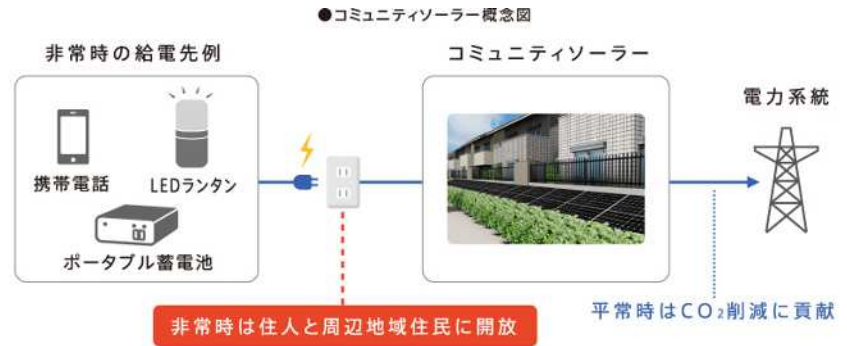 ●コミュニティソーラー概念図
非常時の給電先例
コミュニティソーラー
電力系統
携帯電話
LEDランタン
ポータブル蓄電池
非常時は住人と周辺地域住民に開放
平常時はCO₂削減に貢献